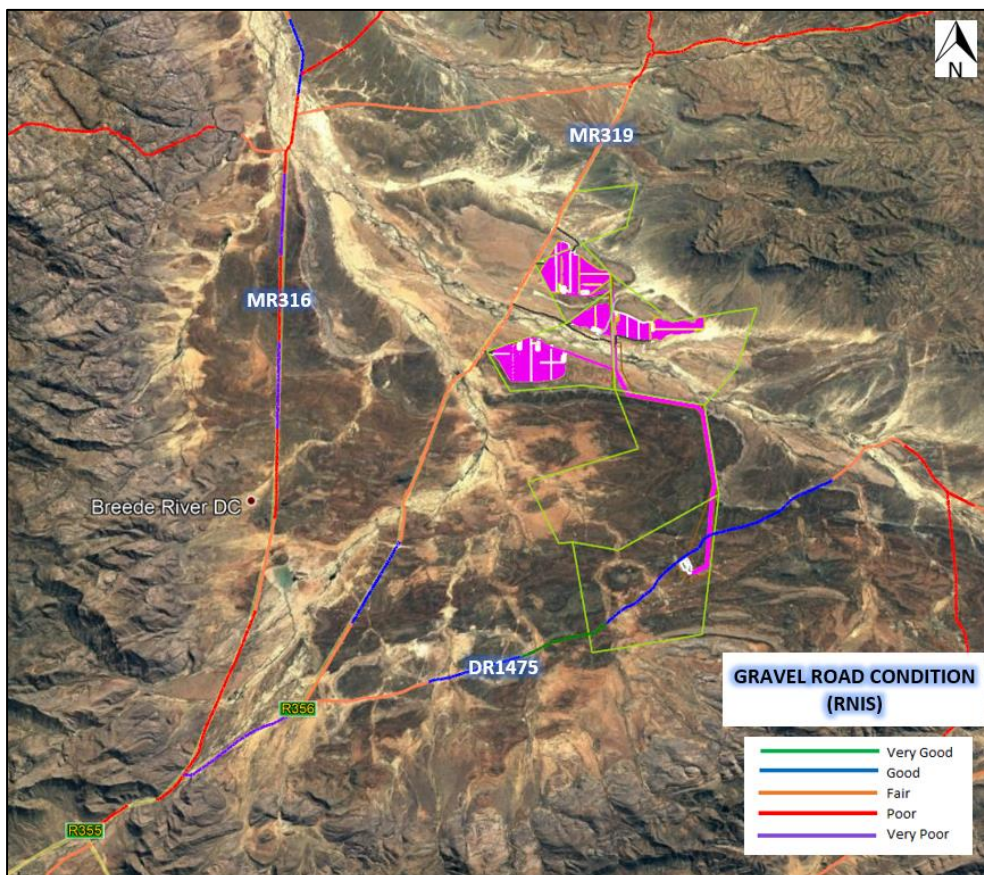 N
MR319
MR316
Breede River DC
DR1475
R356
R355
GRAVEL ROAD CONDITION
(RNIS)
Very Good
Good
Fair
Poor
Very Poor